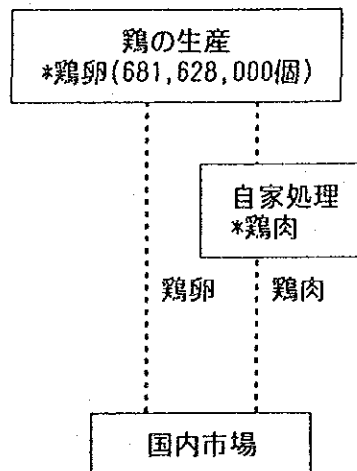 鶏の生産
*鶏卵(681,628,000個)
自家処理
*鶏肉
鶏卵
鶏肉
国内市場